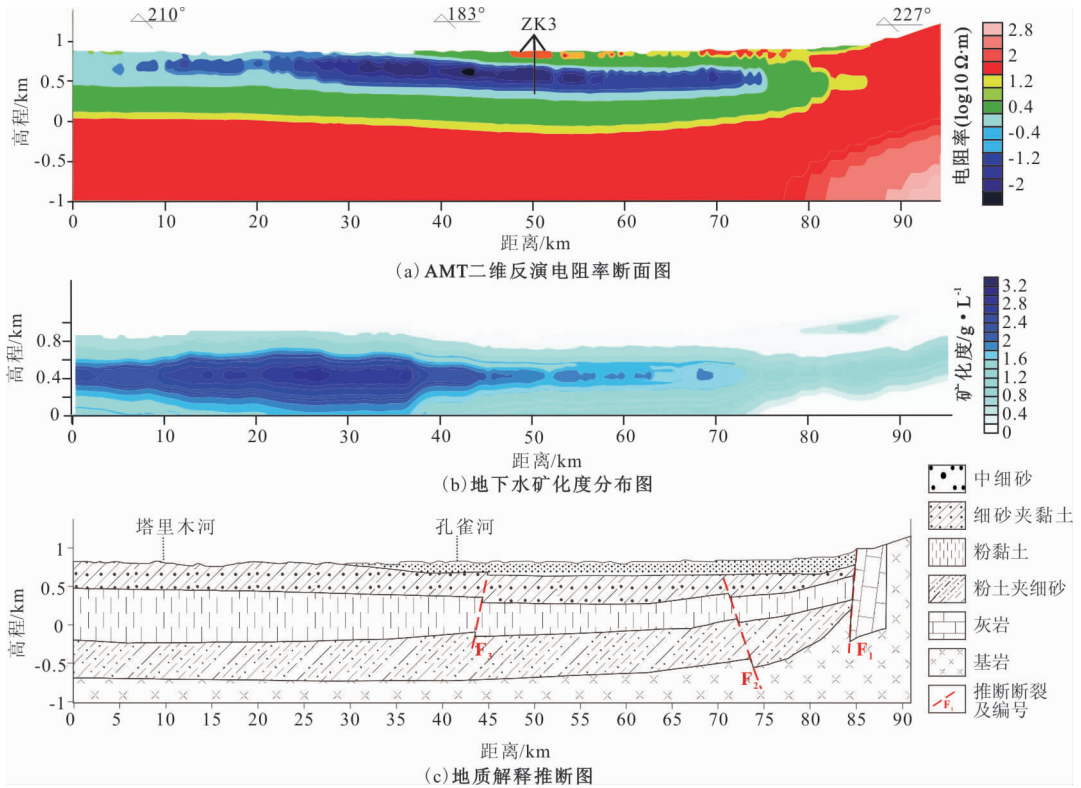 210° 183° 227°
ZK3
1
0.5
0
-0.5
-1
高程/km
0 10 20 30 40 50 60 70 80 90
距离/km
电阻率(log10 Ω·m)
2.8
2
1.2
0.4
-0.4
-1.2
-2
(a) AMT二维反演电阻率断面图
0.8
0.4
0
高程/km
0 10 20 30 40 50 60 70 80 90
距离/km
矿化度/g·L⁻¹
3.2
2.8
2.4
2
1.6
1.2
0.8
0.4
0
(b)地下水矿化度分布图
塔里木河 孔雀河
1
0.5
0
-0.5
-1
高程/km
F₃
F₂
F₁
0 5 10 15 20 25 30 35 40 45 50 55 60 65 70 75 80 85 90
距离/km
(c)地质解释推断图
中细砂
细砂夹黏土
粉黏土
粉土夹细砂
灰岩
基岩
F₁
推断断裂
及编号